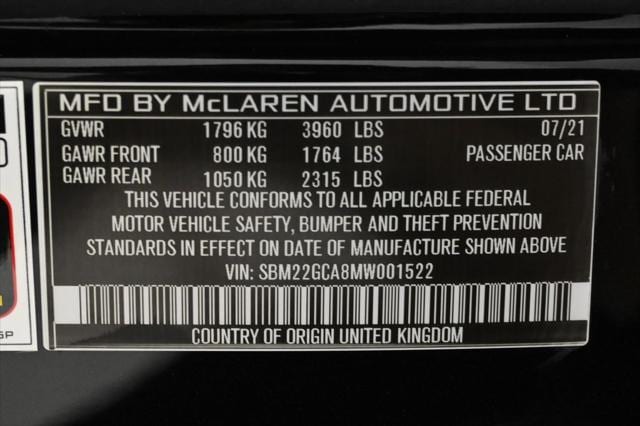 MFD BY McLAREN AUTOMOTIVE LTD
GVWR 1796 KG 3960 LBS 07/21
GAWR FRONT 800 KG 1764 LBS PASSENGER CAR
GAWR REAR 1050 KG 2315 LBS
THIS VEHICLE CONFORMS TO ALL APPLICABLE FEDERAL
MOTOR VEHICLE SAFETY, BUMPER AND THEFT PREVENTION
STANDARDS IN EFFECT ON DATE OF MANUFACTURE SHOWN ABOVE
VIN: SBM22GCA8MW001522
COUNTRY OF ORIGIN UNITED KINGDOM